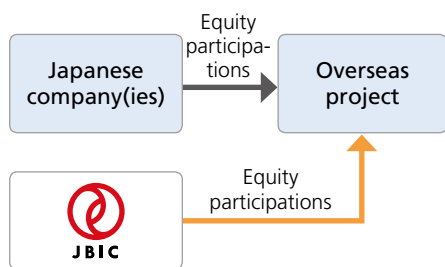 Equity
participa-
tions
Japanese
company(ies)
Overseas
project
Equity
participations
JBIC